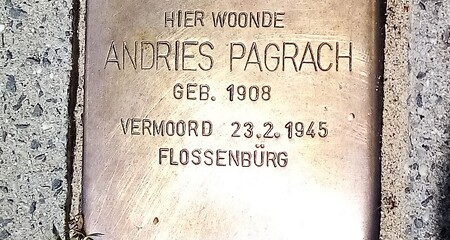 HIER WOONDE
ANDRIES PAGRACH
GEB. 1908
VERMOORD 23.2.1945
FLOSSENBÜRG